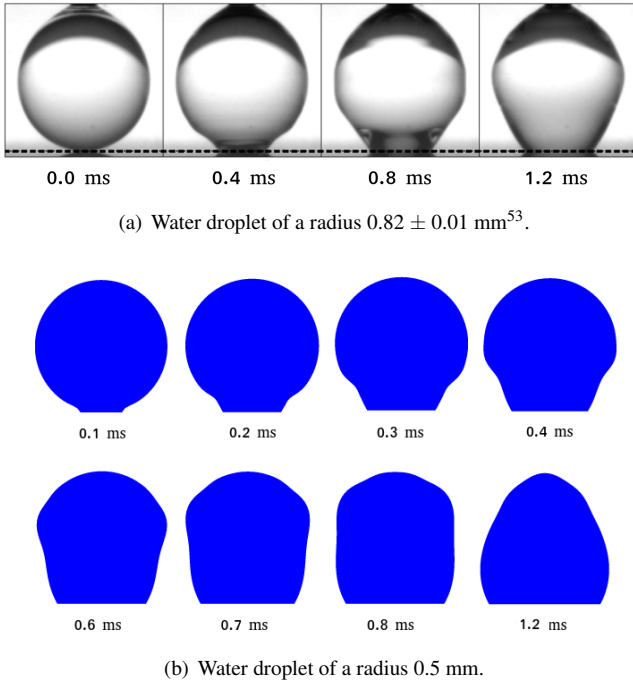 0.0 ms 0.4 ms 0.8 ms 1.2 ms
(a) Water droplet of a radius 0.82 ± 0.01 mm⁵³.
0.1 ms 0.2 ms 0.3 ms 0.4 ms
0.6 ms 0.7 ms 0.8 ms 1.2 ms
(b) Water droplet of a radius 0.5 mm.